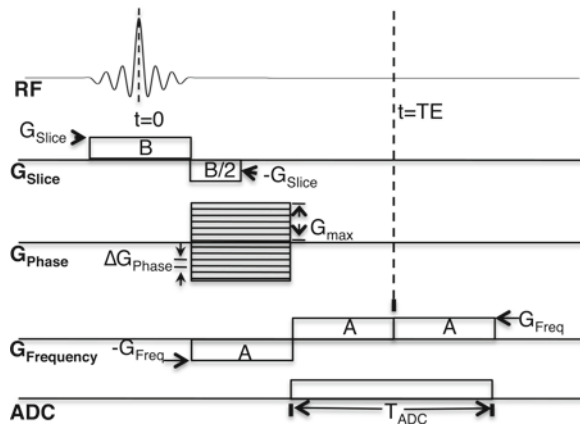 RF
t=0
t=TE
G_Slice
B
G_Slice
B/2
-G_Slice
G_max
G_Phase
ΔG_Phase
A
A
G_Freq
-G_Freq
A
G_Frequency
T_ADC
ADC